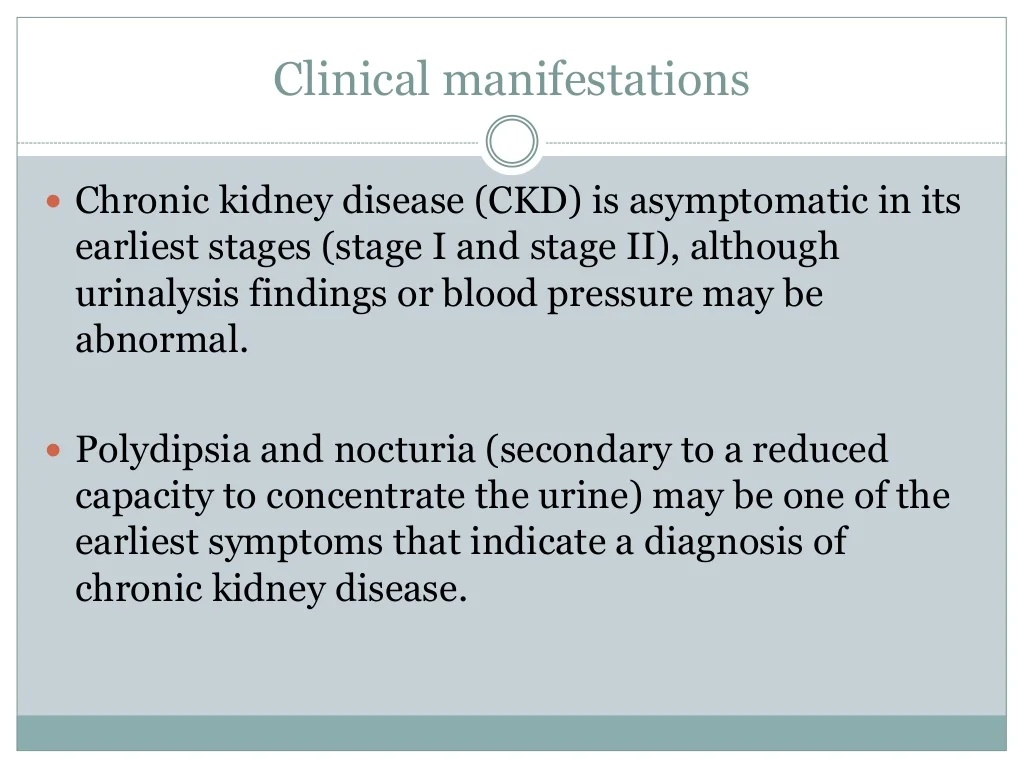 Clinical manifestations
• Chronic kidney disease (CKD) is asymptomatic in its
earliest stages (stage I and stage II), although
urinalysis findings or blood pressure may be
abnormal.
• Polydipsia and nocturia (secondary to a reduced
capacity to concentrate the urine) may be one of the
earliest symptoms that indicate a diagnosis of
chronic kidney disease.